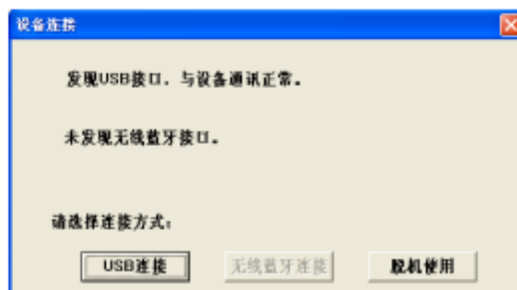 设备连接
发现USB接口，与设备通讯正常。
未发现无线蓝牙接口。
请选择连接方式：
USB连接 无线蓝牙连接 脱机使用